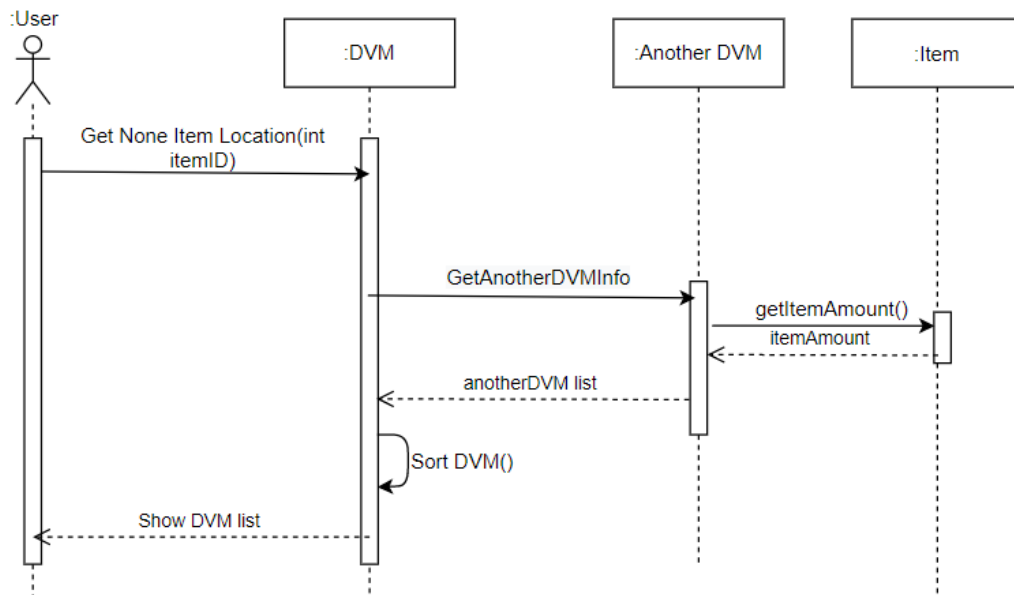 :User
:DVM
:Another DVM
:Item
Get None Item Location(int
itemID)
GetAnotherDVMInfo
getItemAmount()
itemAmount
anotherDVM list
Sort DVM()
Show DVM list